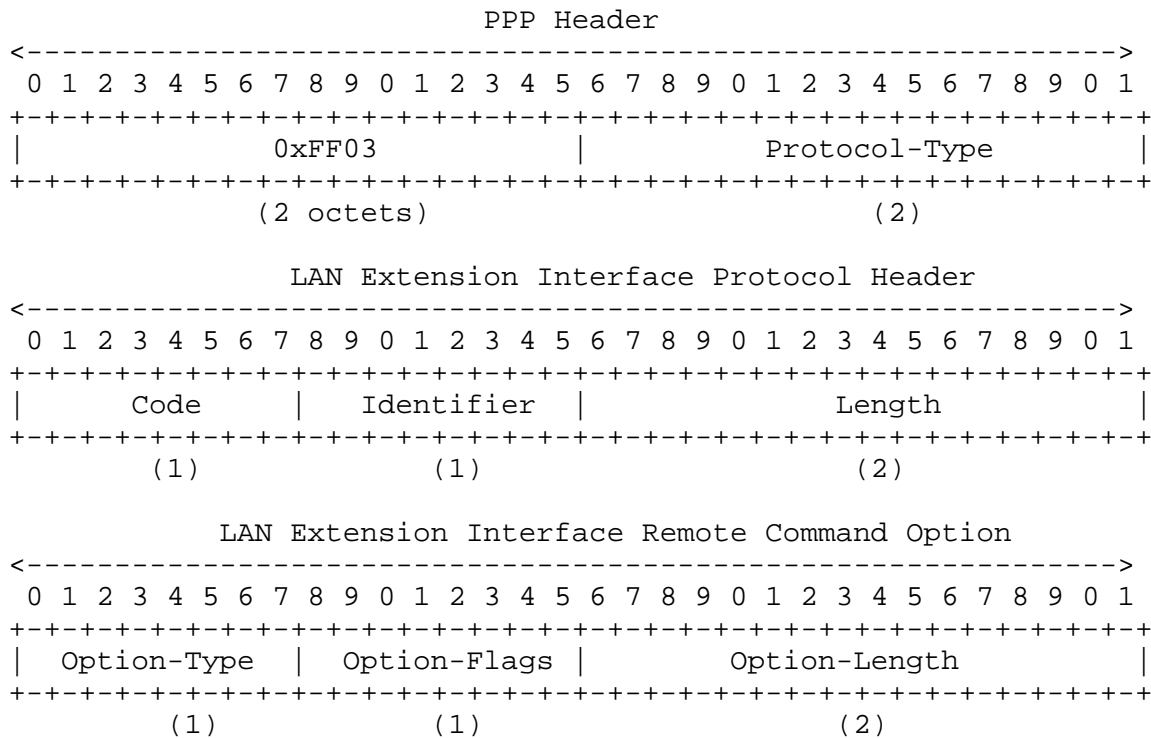 PPP Header
<-------------------------------------------------------------->
0 1 2 3 4 5 6 7 8 9 0 1 2 3 4 5 6 7 8 9 0 1 2 3 4 5 6 7 8 9 0 1
+-+-+-+-+-+-+-+-+-+-+-+-+-+-+-+-+-+-+-+-+-+-+-+-+-+-+-+-+-+-+-+-+
| 0xFF03 | Protocol-Type |
+-+-+-+-+-+-+-+-+-+-+-+-+-+-+-+-+-+-+-+-+-+-+-+-+-+-+-+-+-+-+-+-+
(2 octets) (2)
LAN Extension Interface Protocol Header
<-------------------------------------------------------------->
0 1 2 3 4 5 6 7 8 9 0 1 2 3 4 5 6 7 8 9 0 1 2 3 4 5 6 7 8 9 0 1
+-+-+-+-+-+-+-+-+-+-+-+-+-+-+-+-+-+-+-+-+-+-+-+-+-+-+-+-+-+-+-+-+
| Code | Identifier | Length |
+-+-+-+-+-+-+-+-+-+-+-+-+-+-+-+-+-+-+-+-+-+-+-+-+-+-+-+-+-+-+-+-+
(1) (1) (2)
LAN Extension Interface Remote Command Option
<-------------------------------------------------------------->
0 1 2 3 4 5 6 7 8 9 0 1 2 3 4 5 6 7 8 9 0 1 2 3 4 5 6 7 8 9 0 1
+-+-+-+-+-+-+-+-+-+-+-+-+-+-+-+-+-+-+-+-+-+-+-+-+-+-+-+-+-+-+-+-+
| Option-Type | Option-Flags | Option-Length |
+-+-+-+-+-+-+-+-+-+-+-+-+-+-+-+-+-+-+-+-+-+-+-+-+-+-+-+-+-+-+-+-+
(1) (1) (2)